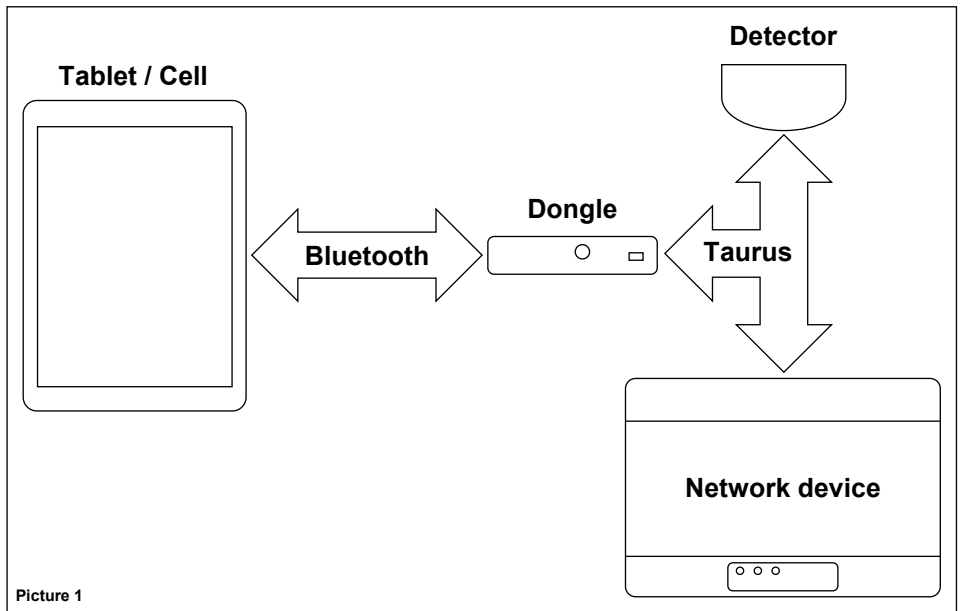 Detector
Tablet / Cell
Dongle
Bluetooth
Taurus
Network device
Picture 1